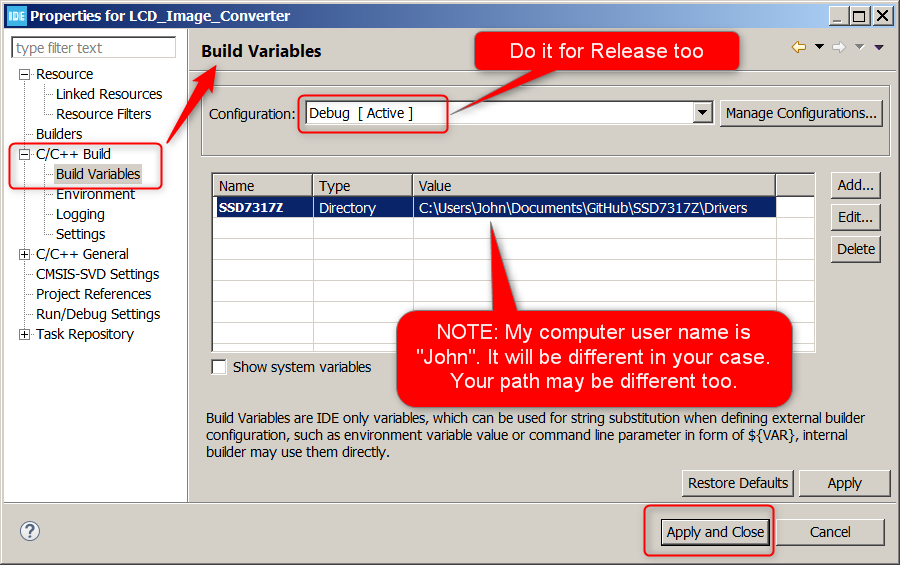 IDE Properties for LCD_Image_Converter
type filter text
Resource
Linked Resources
Resource Filters
Builders
C/C++ Build
Build Variables
Environment
Logging
Settings
C/C++ General
CMSIS-SVD Settings
Project References
Run/Debug Settings
Task Repository
Build Variables
Do it for Release too
Configuration: Debug [ Active ] Manage Configurations...
Name Type Value
SSD7317Z Directory C:\Users\John\Documents\GitHub\SSD7317Z\Drivers
Add...
Edit...
Delete
NOTE: My computer user name is
"John". It will be different in your case.
Your path may be different too.
Show system variables
Build Variables are IDE only variables, which can be used for string substitution when defining external builder
configuration, such as environment variable value or command line parameter in form of ${VAR}, internal
builder may use them directly.
Restore Defaults Apply
? Apply and Close Cancel